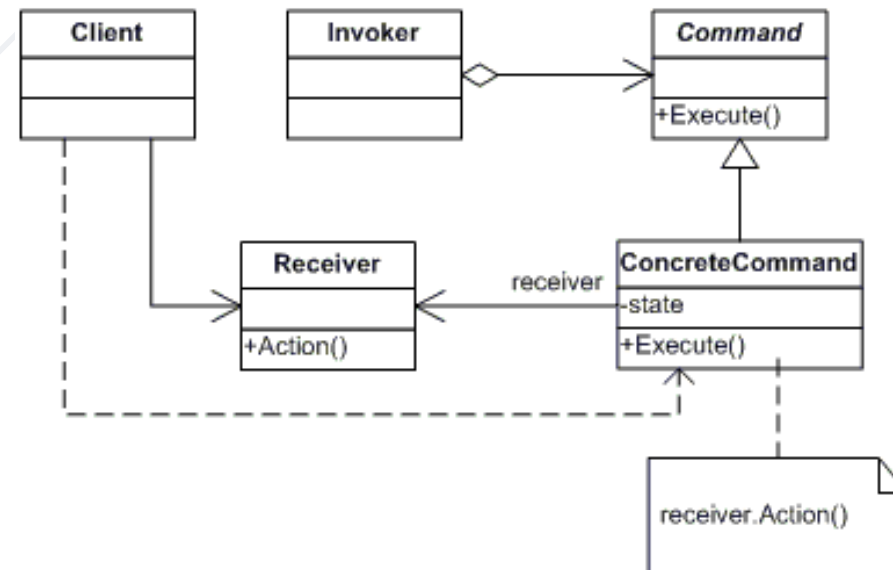 Client
Invoker
Command
+Execute()
Receiver
+Action()
receiver
ConcreteCommand
-state
+Execute()
receiver.Action()